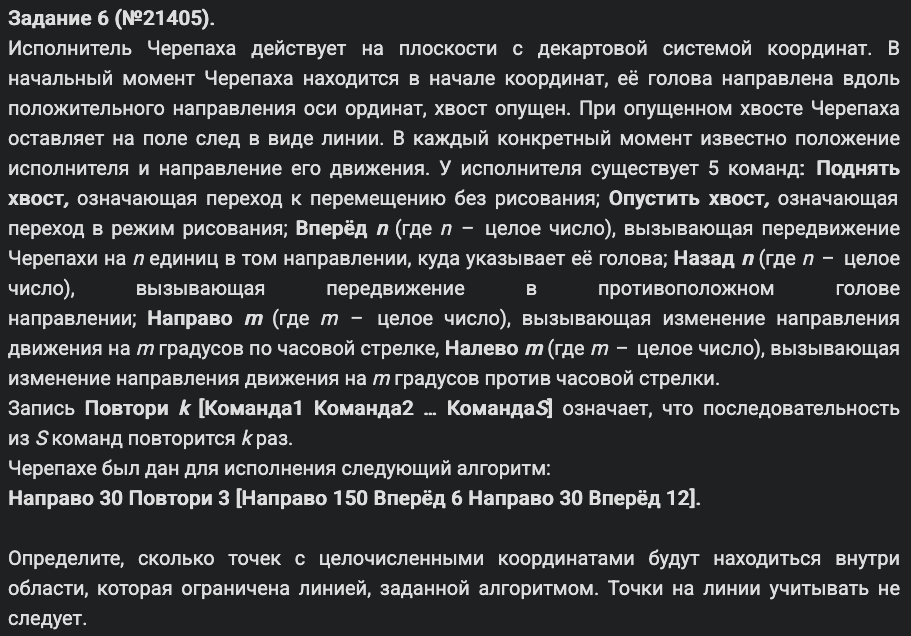 Задание 6 (№21405).
Исполнитель Черепаха действует на плоскости с декартовой системой координат. В
начальный момент Черепаха находится в начале координат, её голова направлена вдоль
положительного направления оси ординат, хвост опущен. При опущенном хвосте Черепаха
оставляет на поле след в виде линии. В каждый конкретный момент известно положение
исполнителя и направление его движения. У исполнителя существует 5 команд: Поднять
хвост, означающая переход к перемещению без рисования; Опустить хвост, означающая
переход в режим рисования; Вперёд n (где n – целое число), вызывающая передвижение
Черепахи на n единиц в том направлении, куда указывает её голова; Назад n (где n – целое
число), вызывающая передвижение в противоположном голове
направлении; Направо m (где m – целое число), вызывающая изменение направления
движения на m градусов по часовой стрелке, Налево m (где m – целое число), вызывающая
изменение направления движения на m градусов против часовой стрелки.
Запись Повтори k [Команда1 Команда2 … КомандаS] означает, что последовательность
из S команд повторится k раз.
Черепахе был дан для исполнения следующий алгоритм:
Направо 30 Повтори 3 [Направо 150 Вперёд 6 Направо 30 Вперёд 12].
Определите, сколько точек с целочисленными координатами будут находиться внутри
области, которая ограничена линией, заданной алгоритмом. Точки на линии учитывать не
следует.